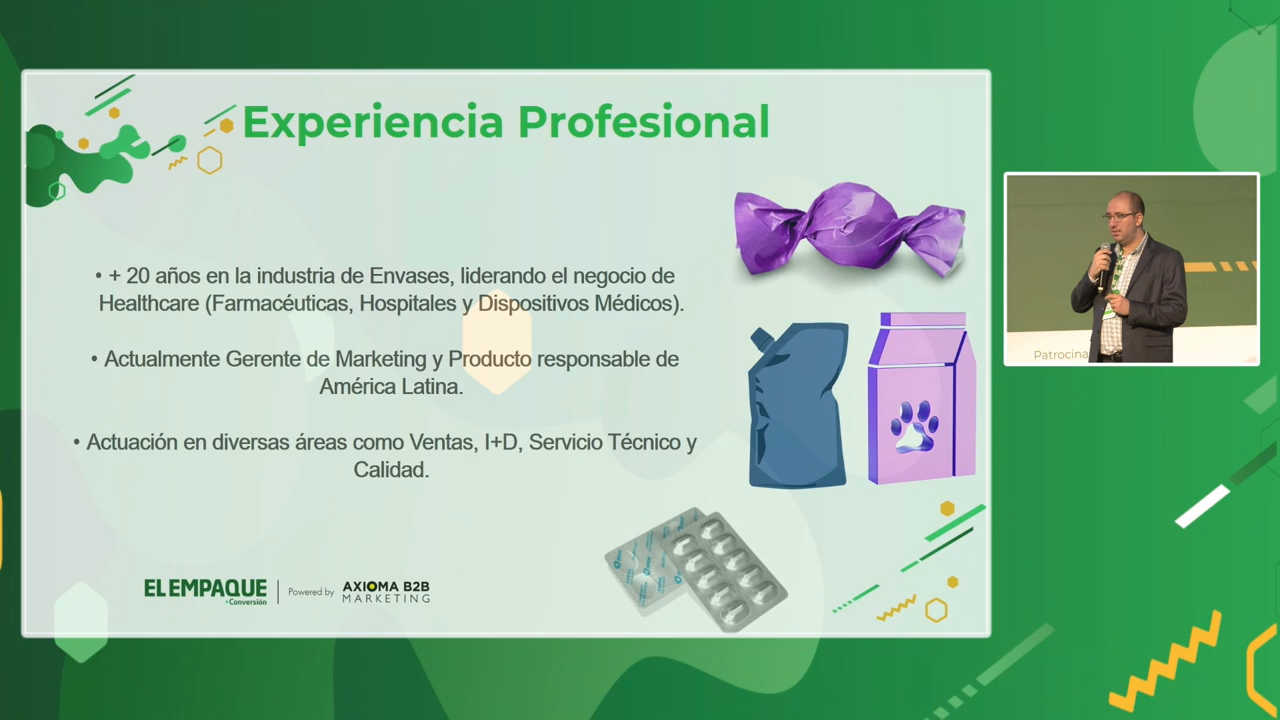 Experiencia Profesional
• + 20 años en la industria de Envases, liderando el negocio de
Healthcare (Farmacéuticas, Hospitales y Dispositivos Médicos).
• Actualmente Gerente de Marketing y Producto responsable de
América Latina.
• Actuación en diversas áreas como Ventas, I+D, Servicio Técnico y
Calidad.
EL EMPAQUE
+Conversión
Powered by
AXIOMA B2B
MARKETING
Patrocina